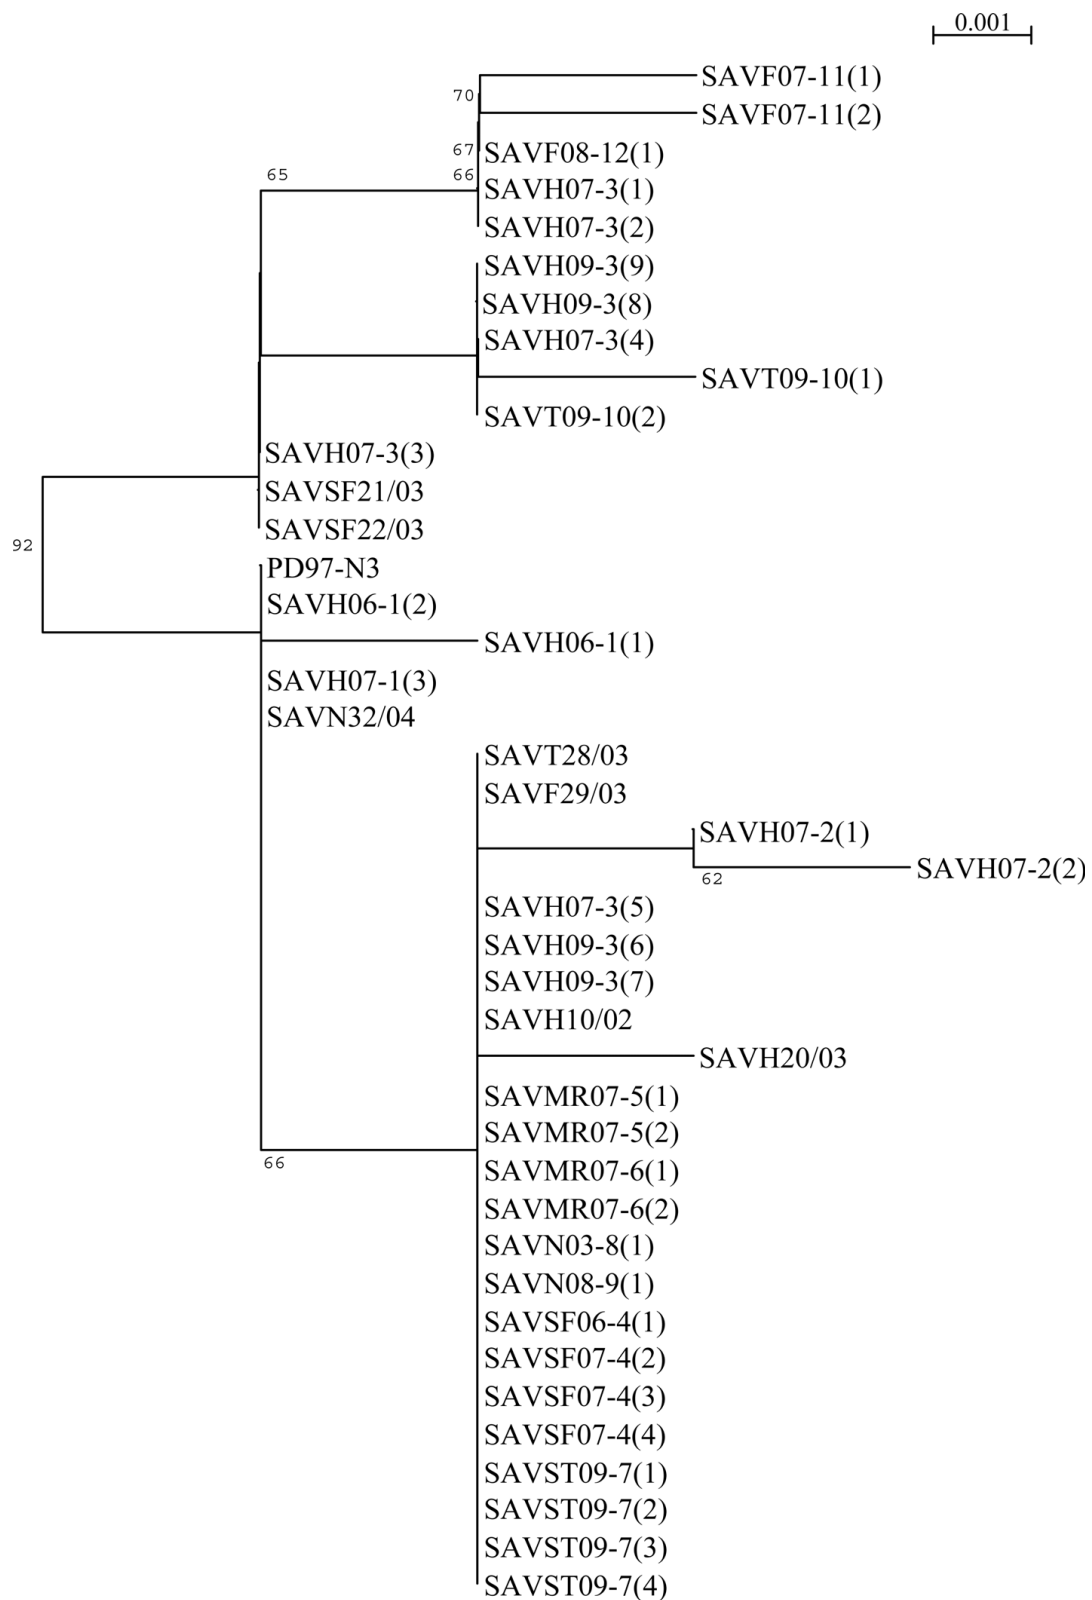 0.001
SAVF07-11(1)
70
SAVF07-11(2)
67
SAVF08-12(1)
65
66
SAVH07-3(1)
SAVH07-3(2)
SAVH09-3(9)
SAVH09-3(8)
SAVH07-3(4)
SAVT09-10(1)
SAVT09-10(2)
SAVH07-3(3)
SAVSF21/03
SAVSF22/03
92
PD97-N3
SAVH06-1(2)
SAVH06-1(1)
SAVH07-1(3)
SAVN32/04
SAVT28/03
SAVF29/03
SAVH07-2(1)
SAVH07-2(2)
62
SAVH07-3(5)
SAVH09-3(6)
SAVH09-3(7)
SAVH10/02
SAVH20/03
SAVMR07-5(1)
SAVMR07-5(2)
66
SAVMR07-6(1)
SAVMR07-6(2)
SAVN03-8(1)
SAVN08-9(1)
SAVSF06-4(1)
SAVSF07-4(2)
SAVSF07-4(3)
SAVSF07-4(4)
SAVST09-7(1)
SAVST09-7(2)
SAVST09-7(3)
SAVST09-7(4)